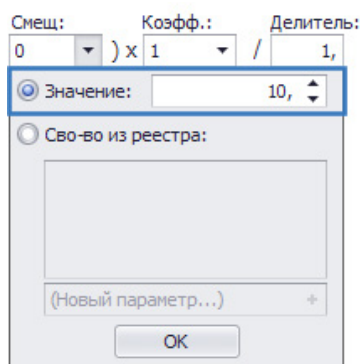 Смещ: Коэфф.: Делитель:
0 ) x 1 / 1,
Значение: 10,
Сво-во из реестра:
(Новый параметр...) +
OK